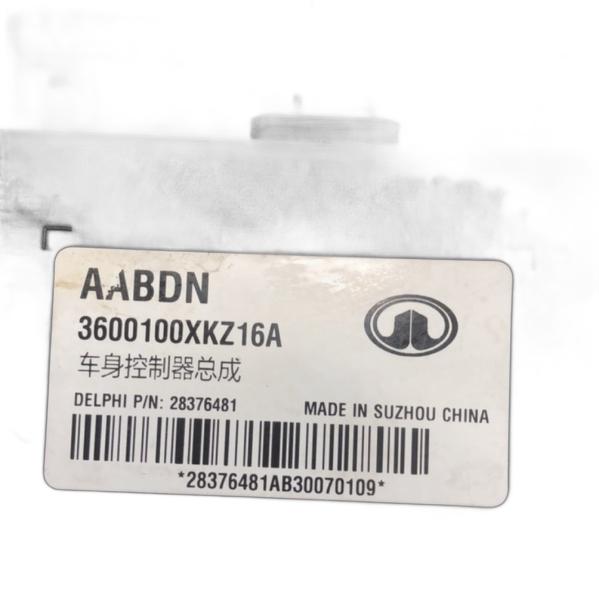 AABDN
3600100XKZ16A
车身控制器总成
DELPHI P/N: 28376481
MADE IN SUZHOU CHINA
*28376481AB30070109*